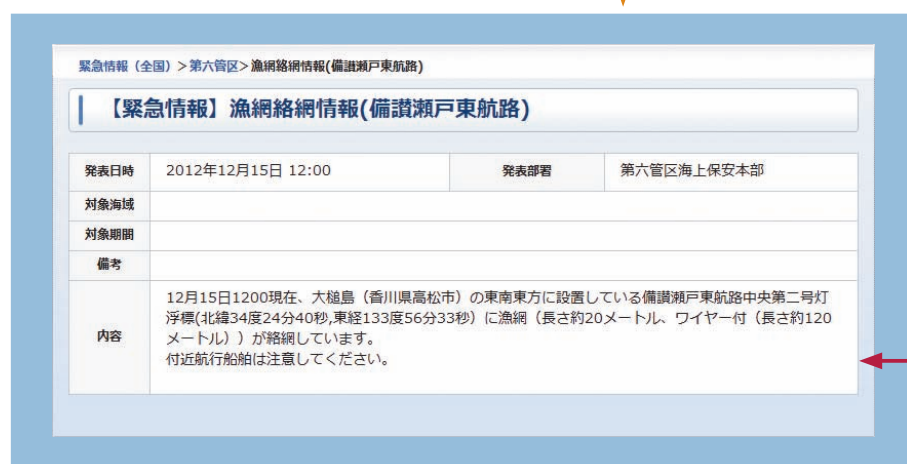 緊急情報（全国）＞第六管区＞漁網絡網情報(備讃瀬戸東航路)
【緊急情報】漁網絡網情報(備讃瀬戸東航路)
発表日時 2012年12月15日 12:00 発表部署 第六管区海上保安本部
対象海域
対象期間
備考
内容
12月15日1200現在、大槌島（香川県高松市）の東南東方に設置している備讃瀬戸東航路中央第二号灯
浮標(北緯34度24分40秒,東経133度56分33秒）に漁網（長さ約20メートル、ワイヤー付（長さ約120
メートル））が絡網しています。
付近航行船舶は注意してください。